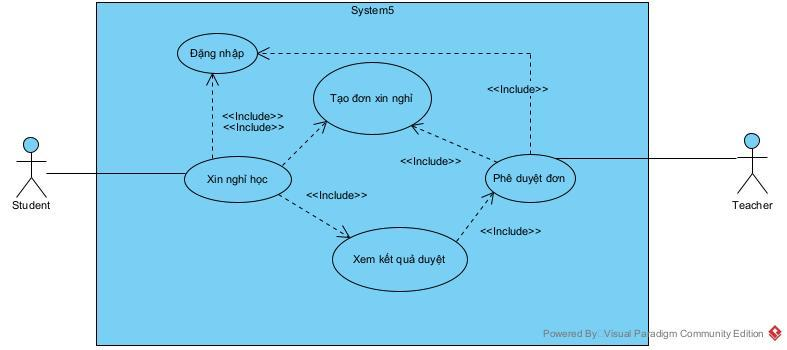 System5
Đăng nhập
<<Include>>
Tạo đơn xin nghỉ
<<Include>>
<<Include>>
<<Include>>
Xin nghỉ học
Phê duyệt đơn
<<Include>>
Student
Teacher
<<Include>>
Xem kết quả duyệt
Powered By: Visual Paradigm Community Edition